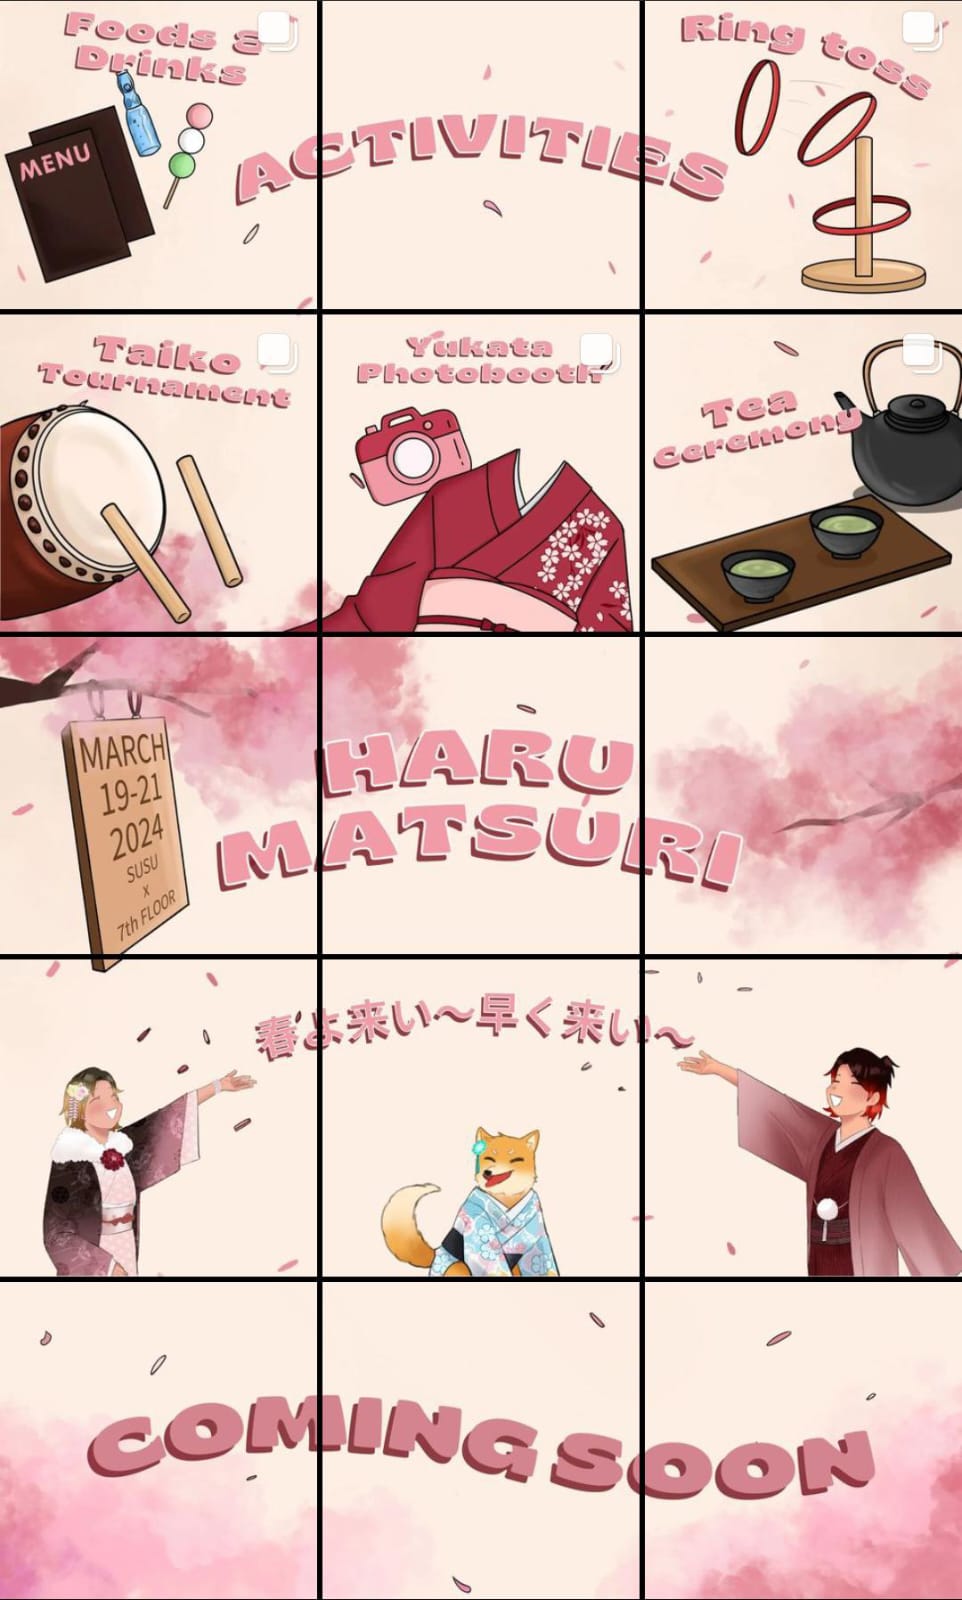 Foods &
Drinks
MENU
ACTIVITIES
Ring toss
Taiko
Tournament
Yukata
Photobooth
Tea
Ceremony
MARCH
19-21
2024
SUSU
x
7th FLOOR
HARU
MATSURI
春よ来い〜早く来い〜
COMING SOON